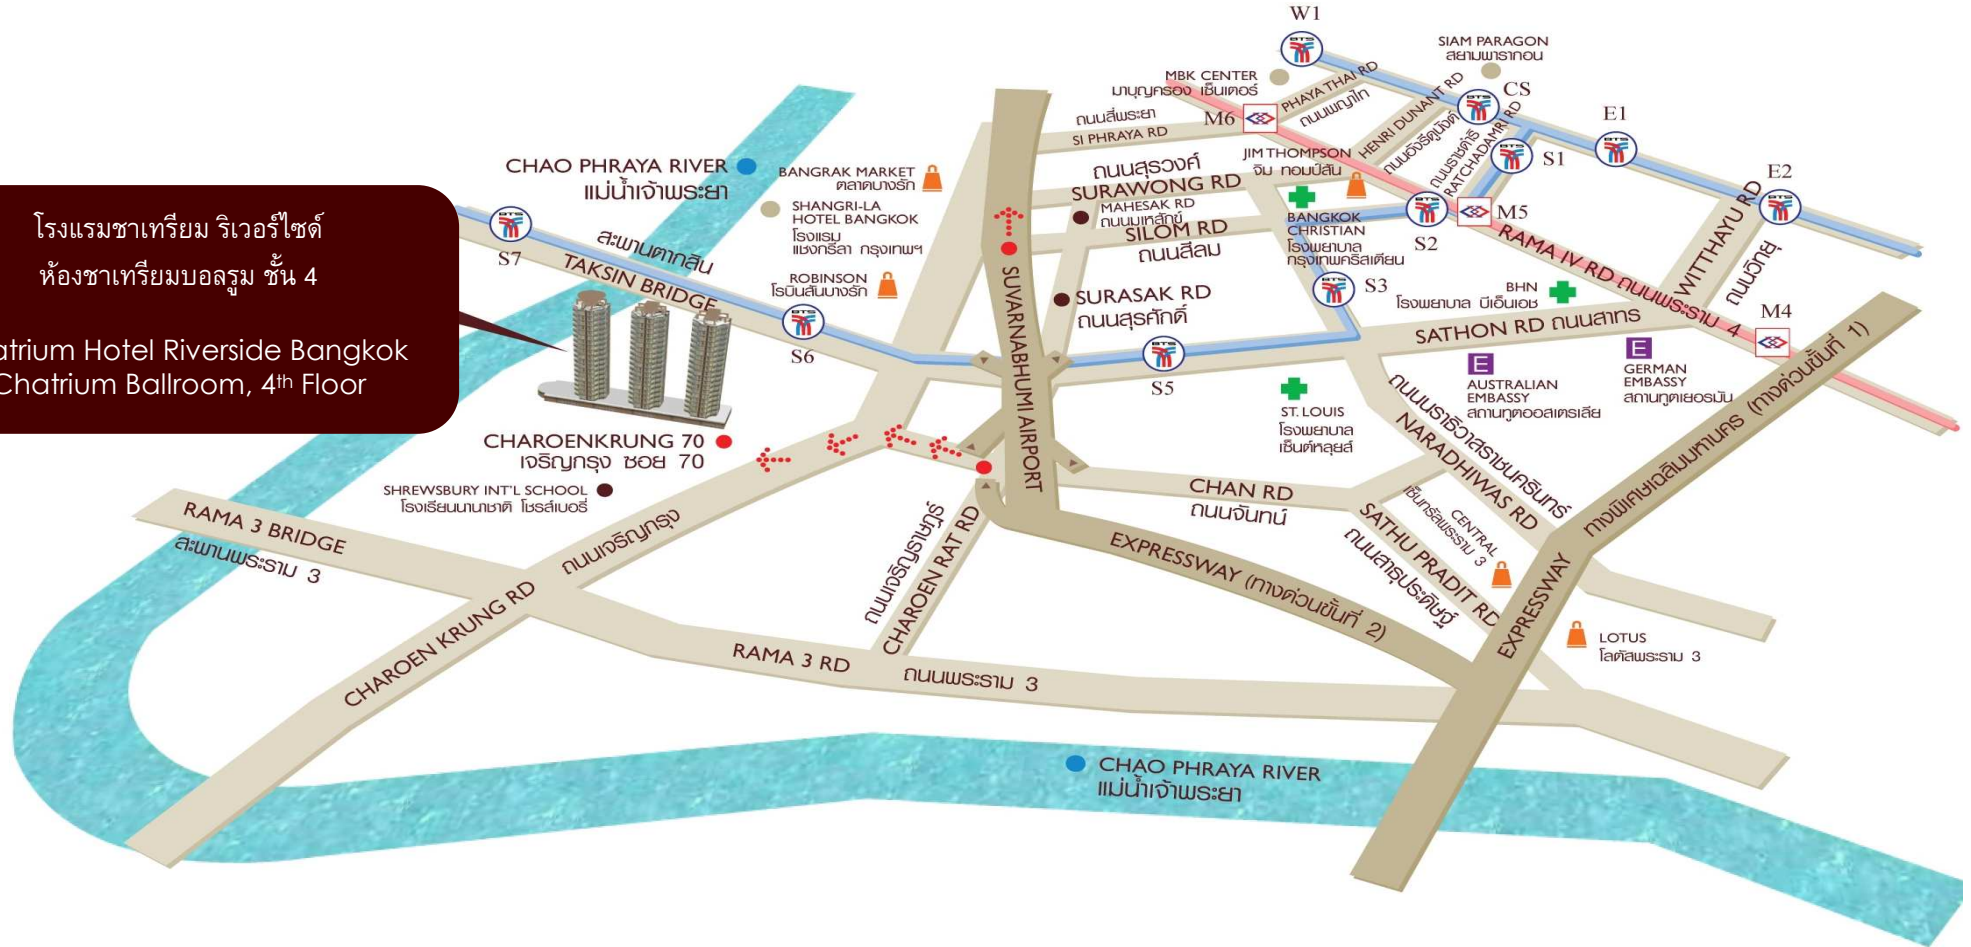 โรงแรมชาเทรียม ริเวอร์ไซด์
ห้องชาเทรียมบอลรูม ชั้น 4
atrium Hotel Riverside Bangkok
Chatrium Ballroom, 4th Floor
CHAO PHRAYA RIVER
แม่น้ำเจ้าพระยา
BANGRAK MARKET
ตลาดบางรัก
SHANGRI-LA
HOTEL BANGKOK
โรงแรม
แชงกรีลา กรุงเทพฯ
ROBINSON
โรบินสันบางรัก
S7
สะพานตากสิน
TAKSIN BRIDGE
BTS
S6
CHAROENKRUNG 70
เจริญกรุง ซอย 70
SHREWSBURY INT'L SCHOOL
โรงเรียนนานาชาติ โชรส์เบอรี่
RAMA 3 BRIDGE
สะพานพระราม 3
CHAROEN KRUNG RD
ถนนเจริญกรุง
ถนนเจริญราษฎร์
CHAROEN RAT RD
RAMA 3 RD
ถนนพระราม 3
SUVARNABHUMI AIRPORT
W1
BTS
MBK CENTER
มาบุญครอง เซ็นเตอร์
PHAYA THAI RD
ถนนพญาไท
SIAM PARAGON
สยามพารากอน
BTS
CS
ถนนสี่พระยา
SI PHRAYA RD
M6
HENRI DUNANT RD
ถนนอังรีดูนังต์
ถนนราชดำริ
RATCHADAMRI RD
BTS
S1
E1
BTS
E2
BTS
ถนนสุรวงศ์
SURAWONG RD
JIM THOMPSON
จิม ทอมป์สัน
MAHESAK RD
ถนนมเหสักข์
SILOM RD
ถนนสีลม
BANGKOK
CHRISTIAN
โรงพยาบาล
กรุงเทพคริสเตียน
BTS
S2
M5
RAMA IV RD ถนนพระราม 4
WITTHAYU RD
ถนนวิทยุ
SURASAK RD
ถนนสุรศักดิ์
BTS
S3
BHN
โรงพยาบาล บีเอ็นเอช
SATHON RD ถนนสาทร
M4
BTS
S5
ST. LOUIS
โรงพยาบาล
เซ็นต์หลุยส์
E
AUSTRALIAN
EMBASSY
สถานทูตออสเตรเลีย
E
GERMAN
EMBASSY
สถานทูตเยอรมัน
ถนนนราธิวาสราชนครินทร์
NARADHIWAS RD
CHAN RD
ถนนจันทน์
SATHU PRADIT RD
ถนนสาธุประดิษฐ์
CENTRAL
เซ็นทรัลพระราม 3
EXPRESSWAY (ทางด่วนขั้นที่ 2)
EXPRESSWAY
ทางพิเศษเฉลิมมหานคร (ทางด่วนขั้นที่ 1)
LOTUS
โลตัสพระราม 3
CHAO PHRAYA RIVER
แม่น้ำเจ้าพระยา